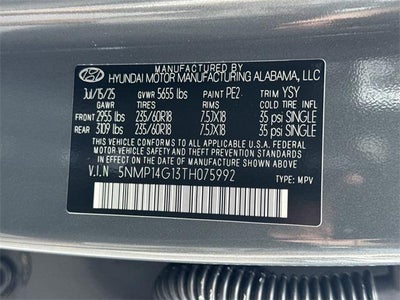 MANUFACTURED BY
HYUNDAI MOTOR MANUFACTURING ALABAMA, LLC
Jul/15/25 GVWR 5655 lbs PAINT PE2 TRIM YSY
GAWR TIRES RIMS COLD TIRE INFL
FRONT 2955 lbs 235/60R18 7.5JX18 35 psi SINGLE
REAR 3109 lbs 235/60R18 7.5JX18 35 psi SINGLE
THIS VEHICLE CONFORMS TO ALL APPLICABLE U.S.A. FEDERAL MOTOR
VEHICLE SAFETY, BUMPER, AND THEFT PREVENTION STANDARDS IN
EFFECT ON THE DATE OF MANUFACTURE SHOWN ABOVE.
V.I.N 5NMP14G13TH075992 TYPE: MPV